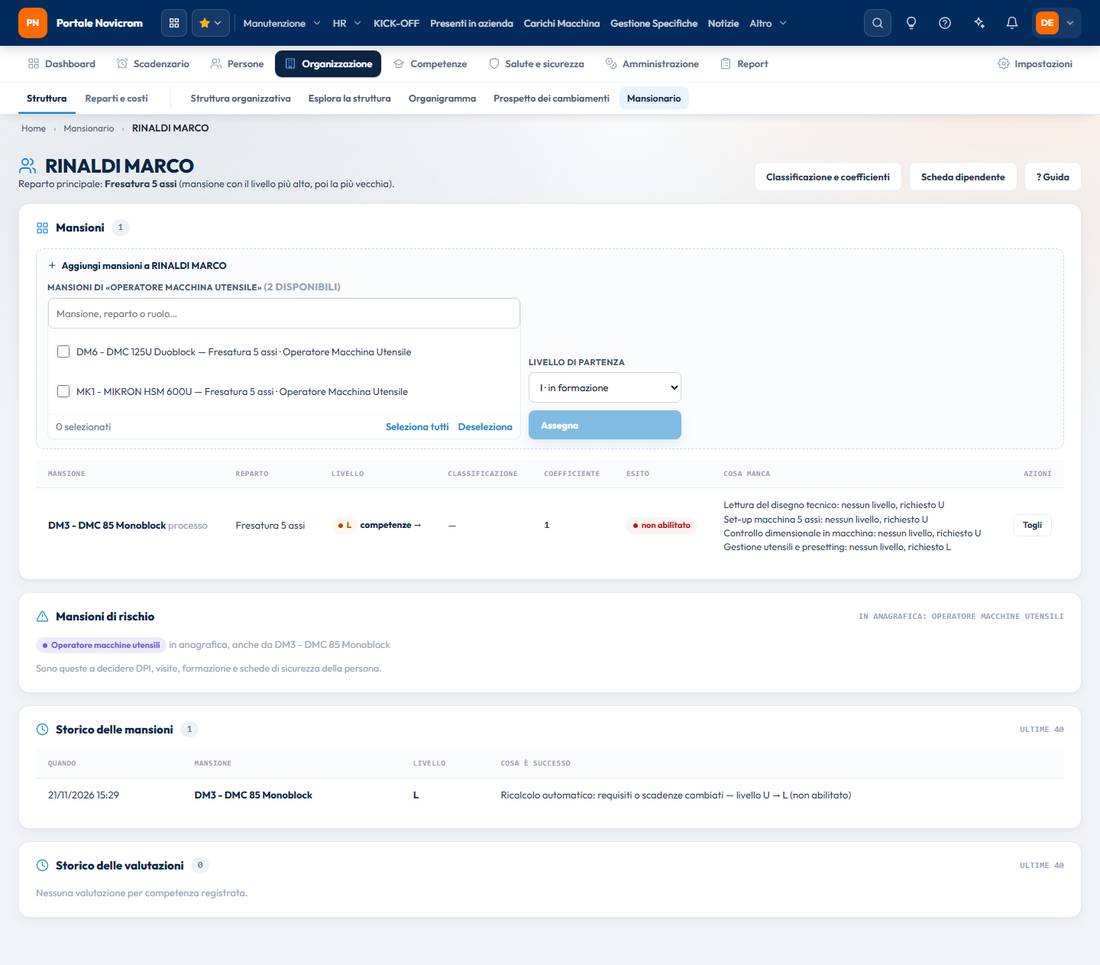 PN Portale Novicrom Manutenzione HR KICK-OFF Presenti in azienda Carichi Macchina Gestione Specifiche Notizie Altro DE
Dashboard Scadenzario Persone Organizzazione Competenze Salute e sicurezza Amministrazione Report Impostazioni
Struttura Reparti e costi Struttura organizzativa Esplora la struttura Organigramma Prospetto dei cambiamenti Mansionario
Home › Mansionario › RINALDI MARCO
RINALDI MARCO
Reparto principale: Fresatura 5 assi (mansione con il livello più alto, poi la più vecchia).
Classificazione e coefficienti Scheda dipendente ? Guida
Mansioni 1
+ Aggiungi mansioni a RINALDI MARCO
MANSIONI DI «OPERATORE MACCHINA UTENSILE» (2 DISPONIBILI)
Mansione, reparto o ruolo...
DM6 - DMC 125U Duoblock — Fresatura 5 assi · Operatore Macchina Utensile
MK1 - MIKRON HSM 600U — Fresatura 5 assi · Operatore Macchina Utensile
0 selezionati Seleziona tutti Deseleziona
LIVELLO DI PARTENZA
I · in formazione
Assegna
MANSIONE REPARTO LIVELLO CLASSIFICAZIONE COEFFICIENTE ESITO COSA MANCA AZIONI
DM3 - DMC 85 Monoblock processo Fresatura 5 assi L competenze → — 1 non abilitato
Lettura del disegno tecnico: nessun livello, richiesto U
Set-up macchina 5 assi: nessun livello, richiesto U
Controllo dimensionale in macchina: nessun livello, richiesto U
Gestione utensili e presetting: nessun livello, richiesto L
Togli
Mansioni di rischio IN ANAGRAFICA: OPERATORE MACCHINE UTENSILI
Operatore macchine utensili in anagrafica, anche da DM3 - DMC 85 Monoblock
Sono queste a decidere DPI, visite, formazione e schede di sicurezza della persona.
Storico delle mansioni 1 ULTIME 40
QUANDO MANSIONE LIVELLO COSA È SUCCESSO
21/11/2026 15:29 DM3 - DMC 85 Monoblock L Ricalcolo automatico: requisiti o scadenze cambiati — livello U → L (non abilitato)
Storico delle valutazioni 0 ULTIME 40
Nessuna valutazione per competenza registrata.